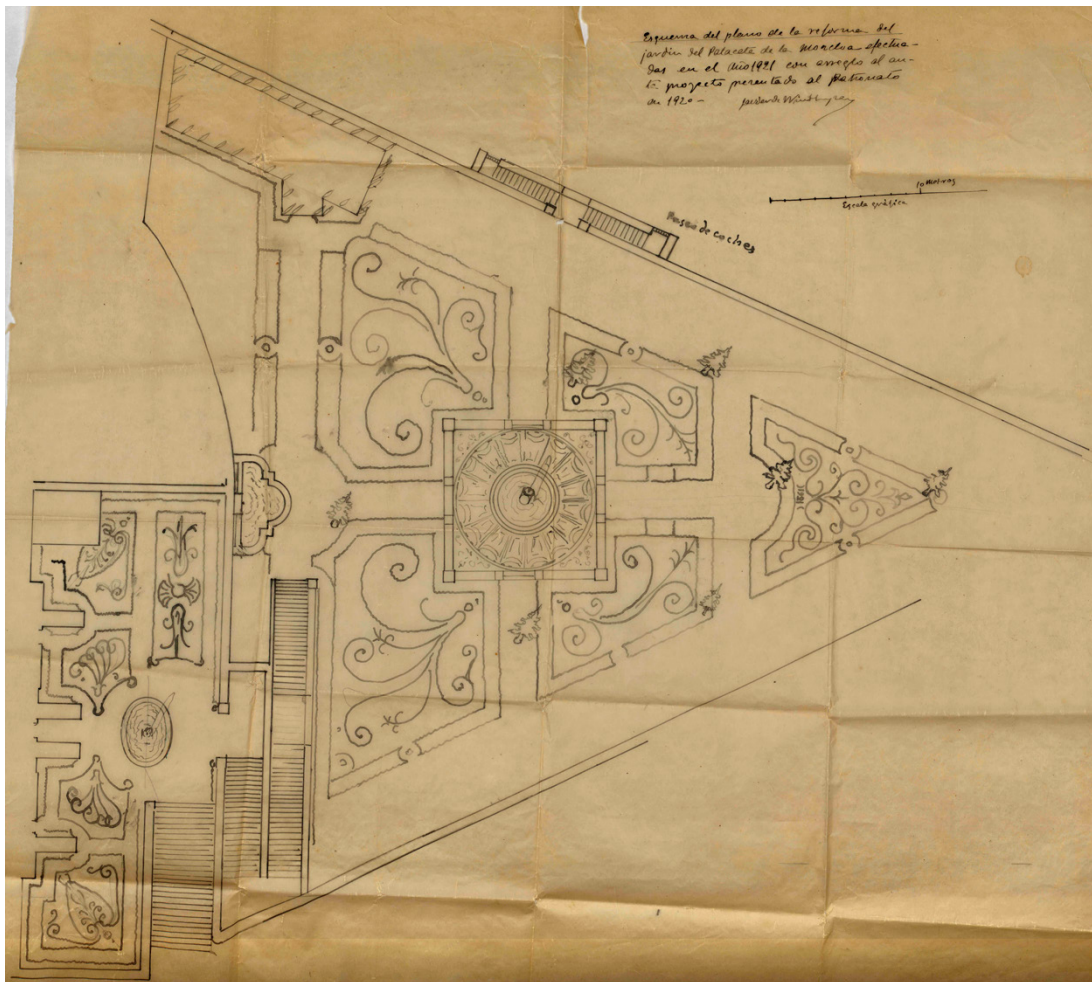 Esquema del plano de la reforma del
jardin del Palacete de la Moncloa efectua-
das en el Año 1921 con arreglo al an-
te proyecto presentado al Patronato
en 1920-
10 Metros
Escala gráfica
Paseo de coches